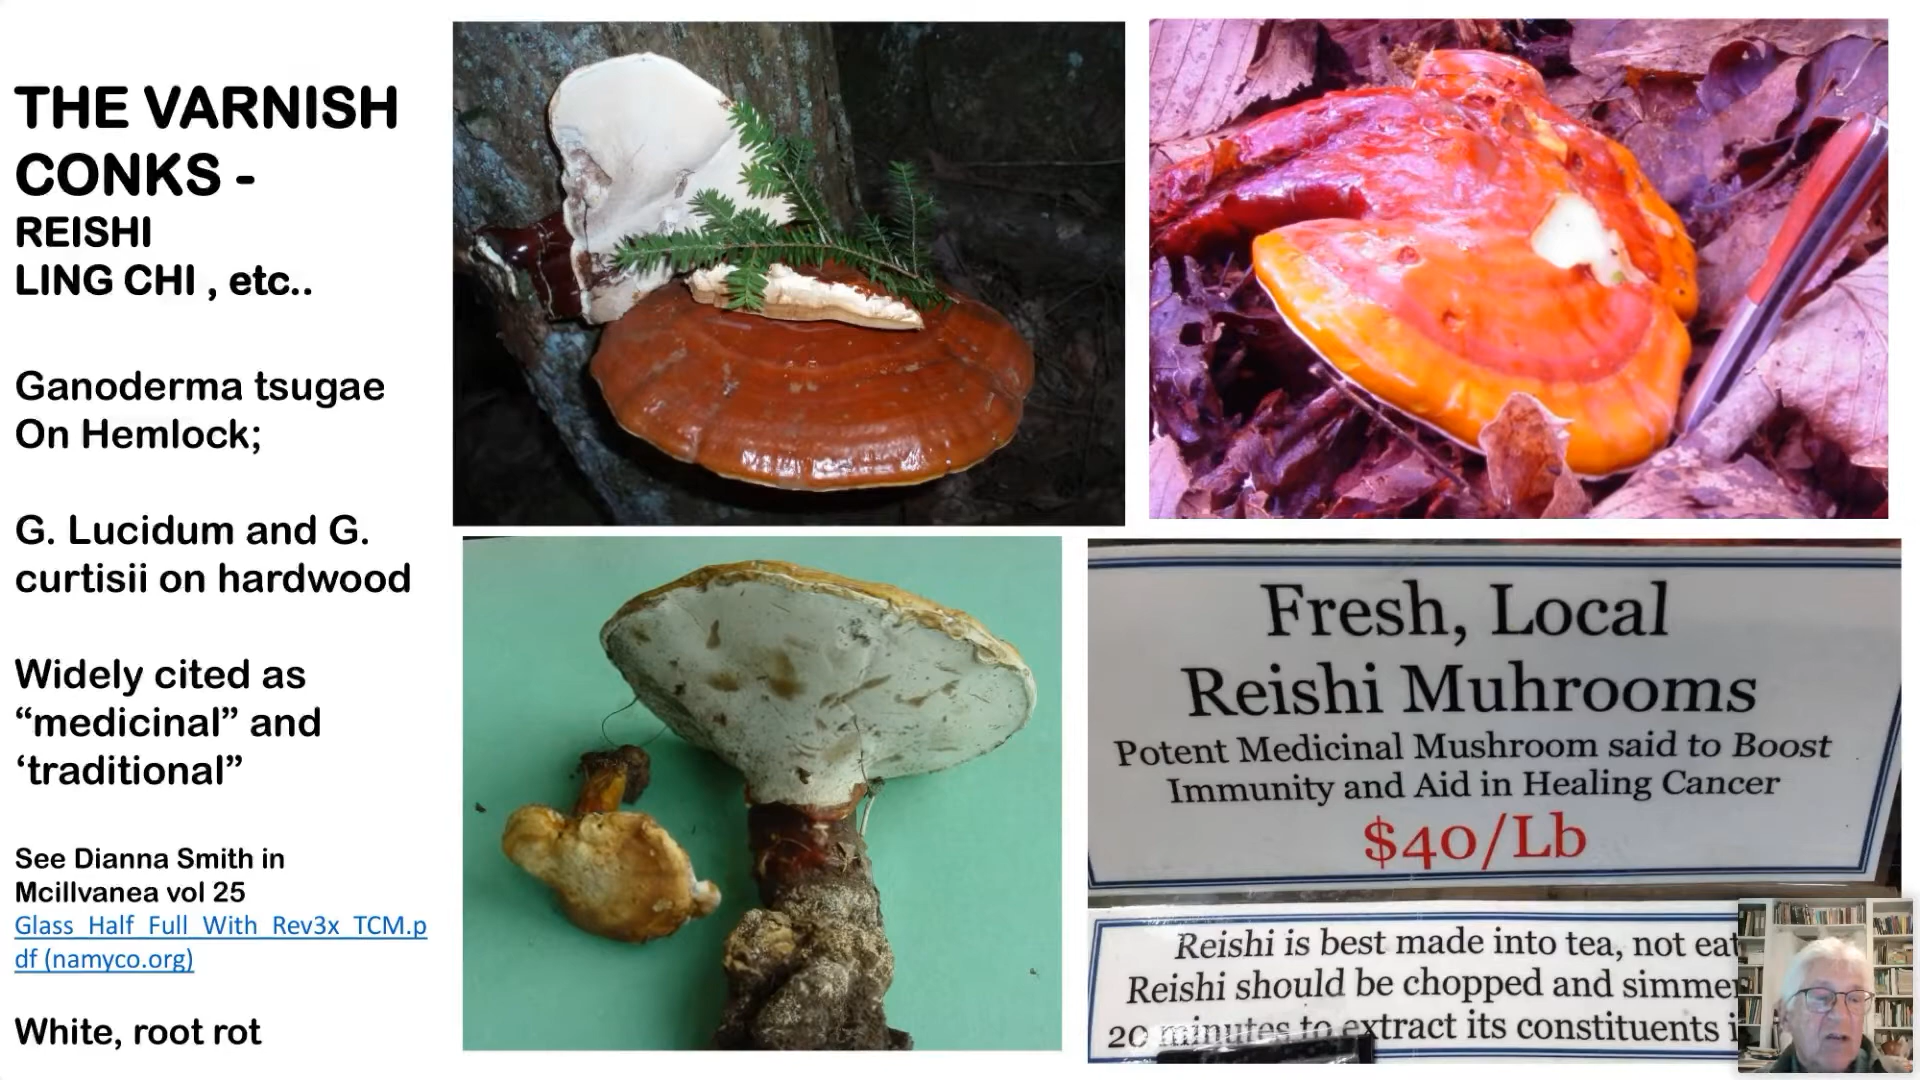 THE VARNISH
CONKS -
REISHI
LING CHI , etc..
Ganoderma tsugae
On Hemlock;
G. Lucidum and G.
curtisii on hardwood
Widely cited as
“medicinal” and
‘traditional”
See Dianna Smith in
Mcillvanea vol 25
Glass_Half_Full_With_Rev3x_TCM.p
df (namyco.org)
White, root rot
Fresh, Local
Reishi Muhrooms
Potent Medicinal Mushroom said to Boost
Immunity and Aid in Healing Cancer
$40/Lb
Reishi is best made into tea, not eat
Reishi should be chopped and simmer
20 minutes to extract its constituents i